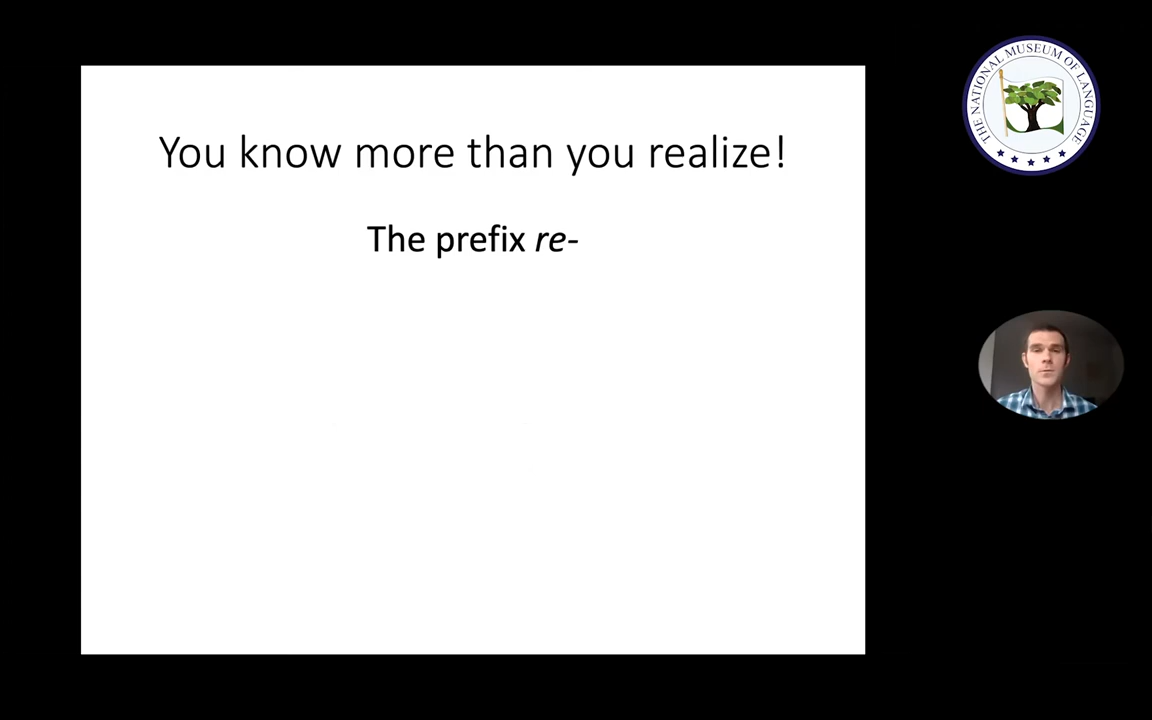 You know more than you realize!
The prefix re-
THE NATIONAL MUSEUM OF LANGUAGE